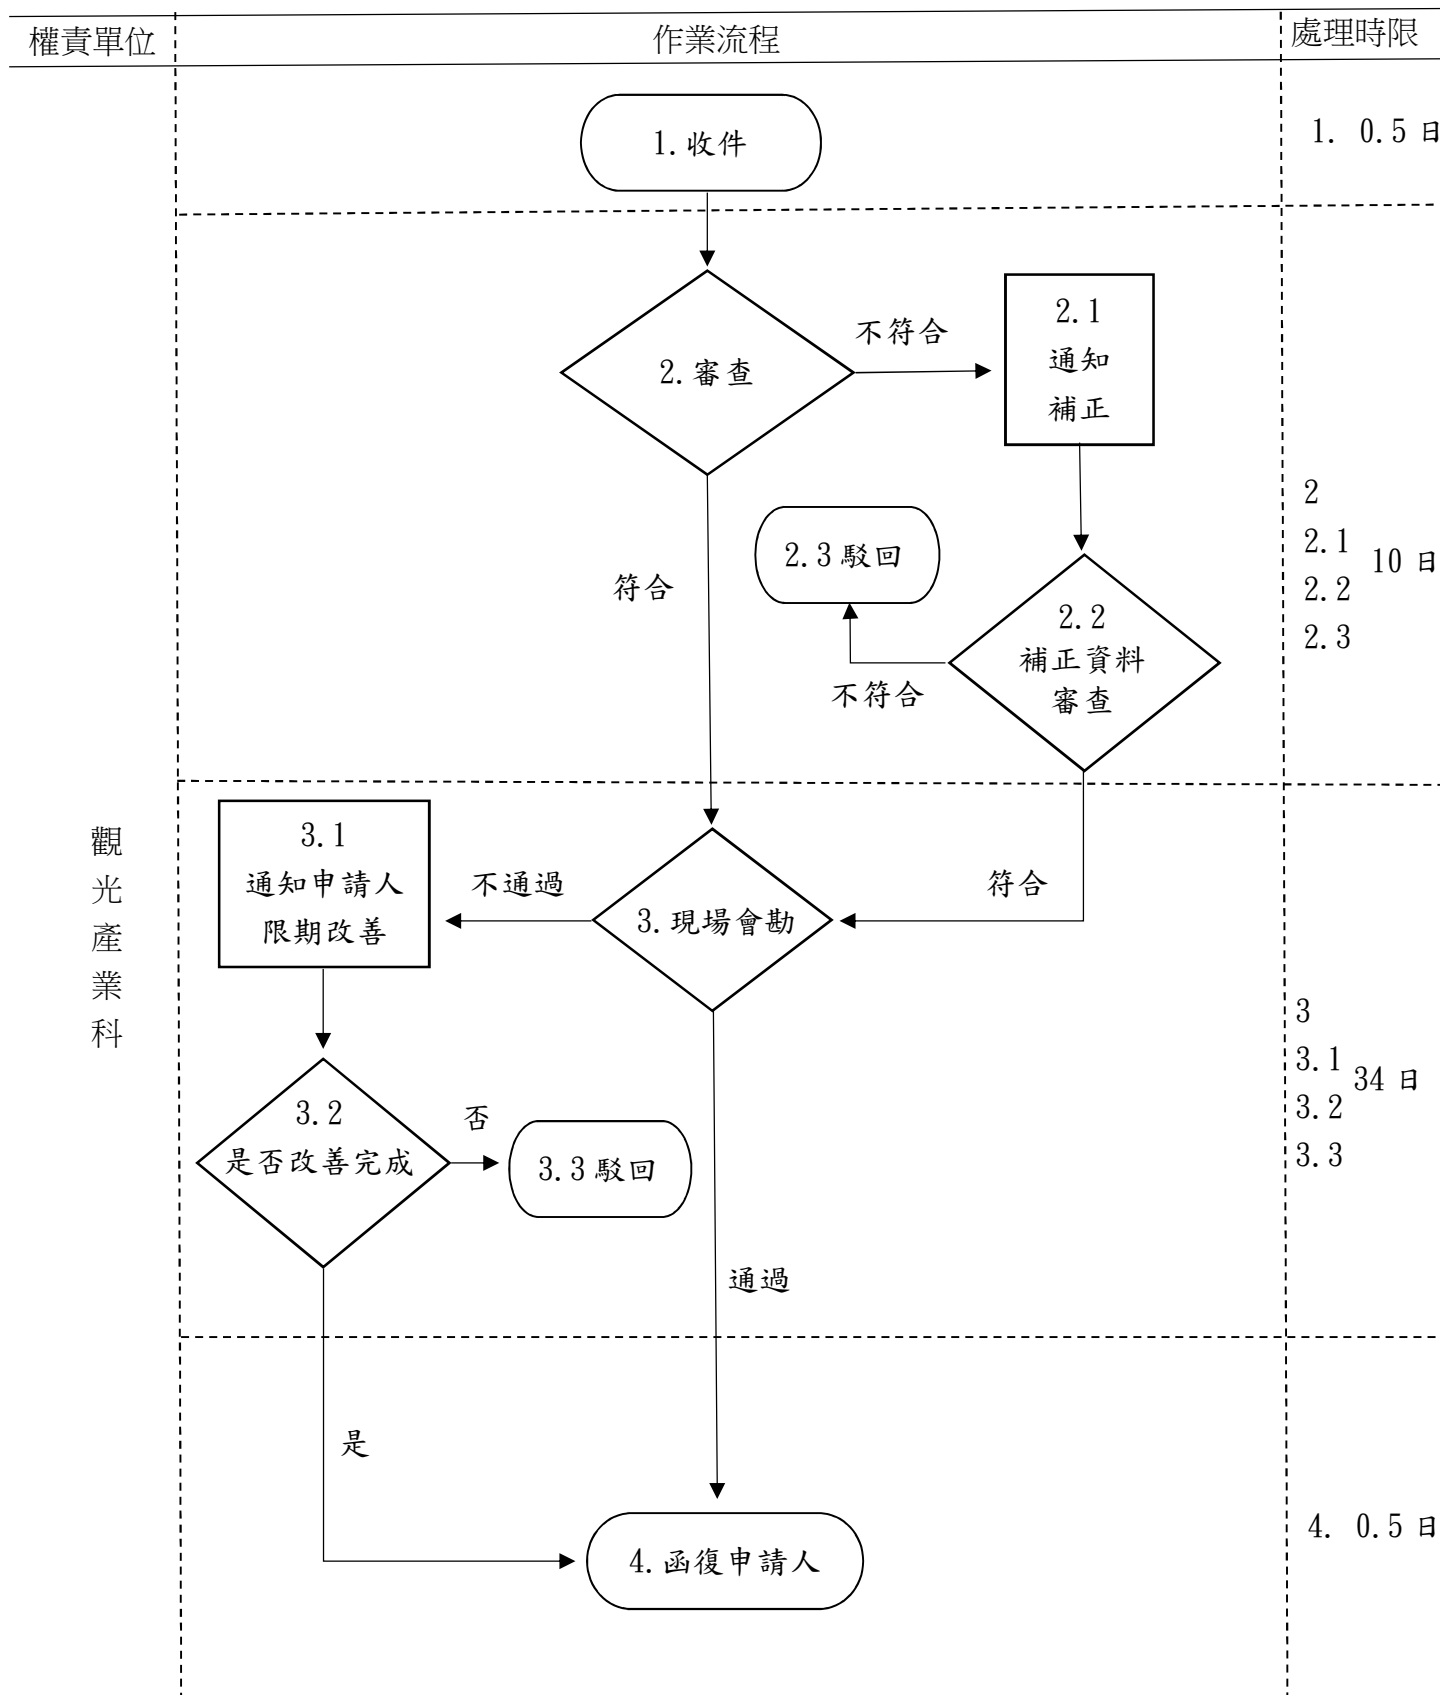 權責單位
作業流程
處理時限
1.收件
1. 0.5 日
2.審查
不符合
2.1
通知
補正
符合
2.3 駁回
不符合
2.2
補正資料
審查
2
2.1
2.2
2.3
10 日
觀
光
產
業
科
3.1
通知申請人
限期改善
不通過
3.現場會勘
符合
3.2
是否改善完成
否
3.3 駁回
通過
3
3.1
3.2
3.3
34 日
是
4.函復申請人
4. 0.5 日